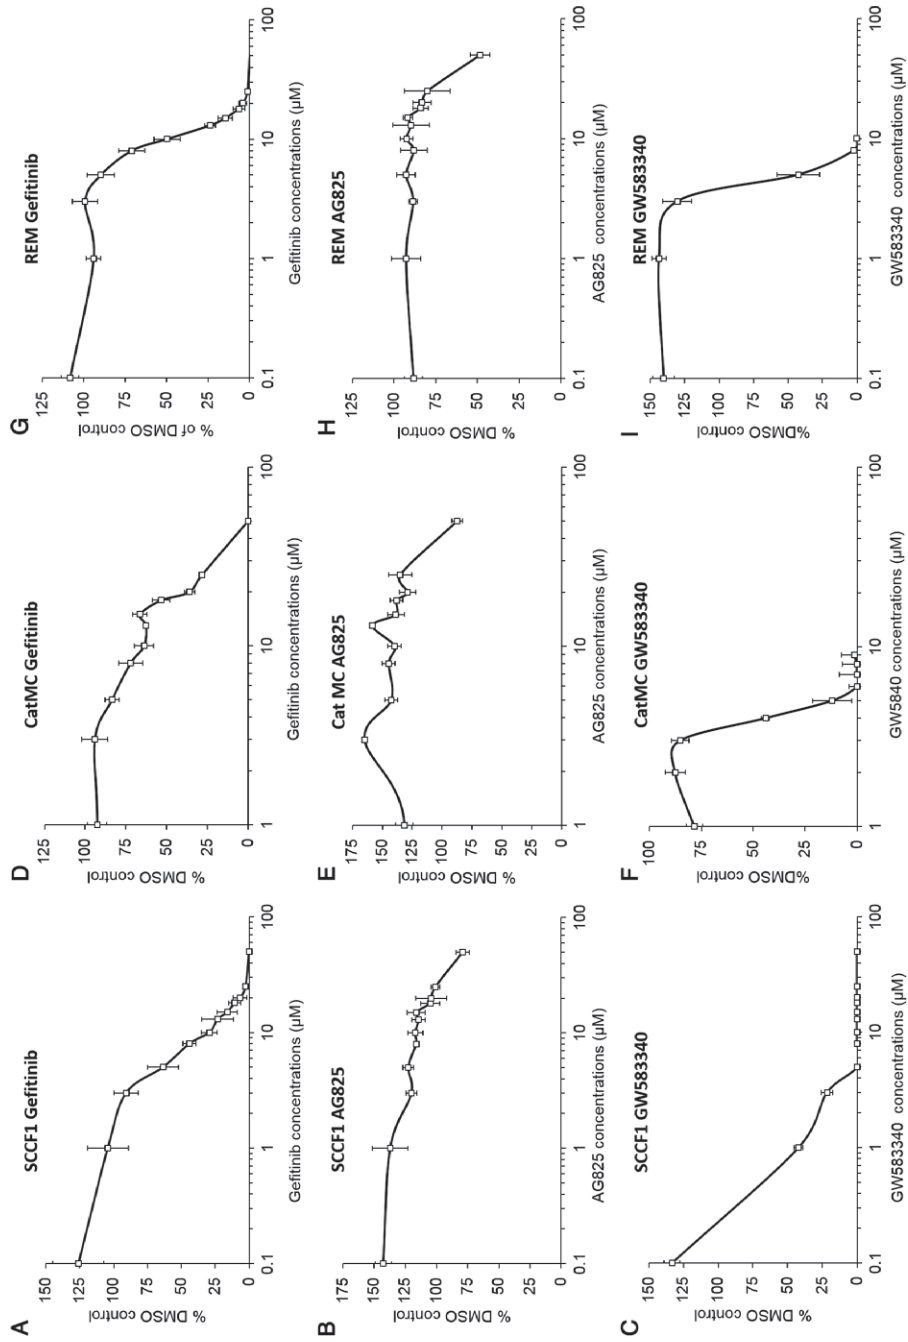 A
SCCF1 Gefitinib
% DMSO control
150
125
100
75
50
25
0
0.1 1 10 100
Gefitinib concentrations (µM)
D
CatMC Gefitinib
% DMSO control
125
100
75
50
25
0
1 10 100
Gefitinib concentrations (µM)
G
REM Gefitinib
% of DMSO control
125
100
75
50
25
0
0.1 1 10 100
Gefitinib concentrations (µM)
B
SCCF1 AG825
% DMSO control
175
150
125
100
75
50
25
0
0.1 1 10 100
AG825 concentrations (µM)
E
Cat MC AG825
% DMSO control
175
150
125
100
75
50
25
0
1 10 100
AG825 concentrations (µM)
H
REM AG825
% DMSO control
125
100
75
50
25
0
0.1 1 10 100
AG825 concentrations (µM)
C
SCCF1 GW583340
% DMSO control
150
125
100
75
50
25
0
0.1 1 10 100
GW583340 concentrations (µM)
F
CatMC GW583340
%DMSO control
100
75
50
25
0
1 10 100
GW5840 concentrations (µM)
I
REM GW583340
%DMSO control
150
125
100
75
50
25
0
0.1 1 10 100
GW583340 concentrations (µM)